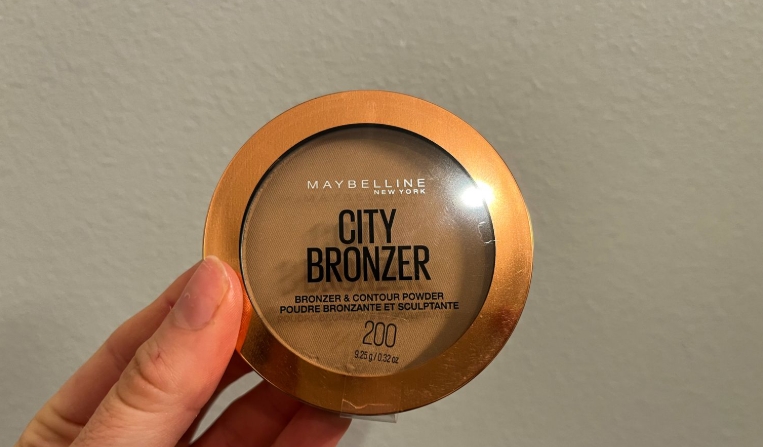 MAYBELLINE
NEW YORK
CITY
BRONZER
BRONZER & CONTOUR POWDER
POUDRE BRONZANTE ET SCULPTANTE
200
9.25 g / 0.32 oz